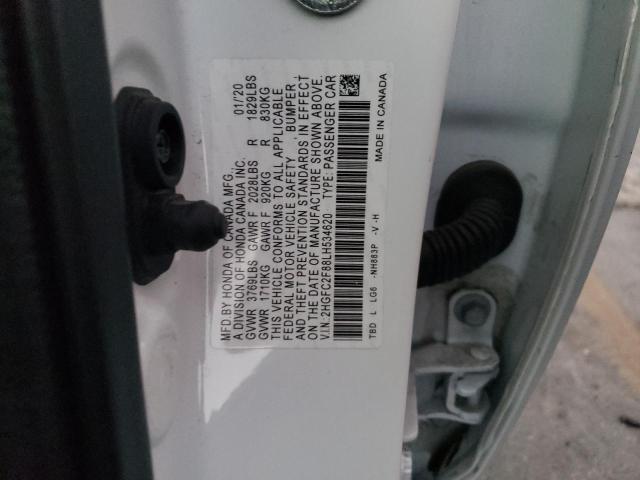 MFD. BY HONDA OF CANADA MFG. 01/20
A DIVISION OF HONDA CANADA INC.
GVWR 3769LBS GAWR F 2028LBS R 1829LBS
GVWR 1710KG GAWR F 920KG R 830KG
THIS VEHICLE CONFORMS TO ALL APPLICABLE
FEDERAL MOTOR VEHICLE SAFETY, BUMPER,
AND THEFT PREVENTION STANDARDS IN EFFECT
ON THE DATE OF MANUFACTURE SHOWN ABOVE.
V.I.N.:2HGFC2F88LH534620 TYPE: PASSENGER CAR
TBD L LG6 -NH883P -V -H MADE IN CANADA